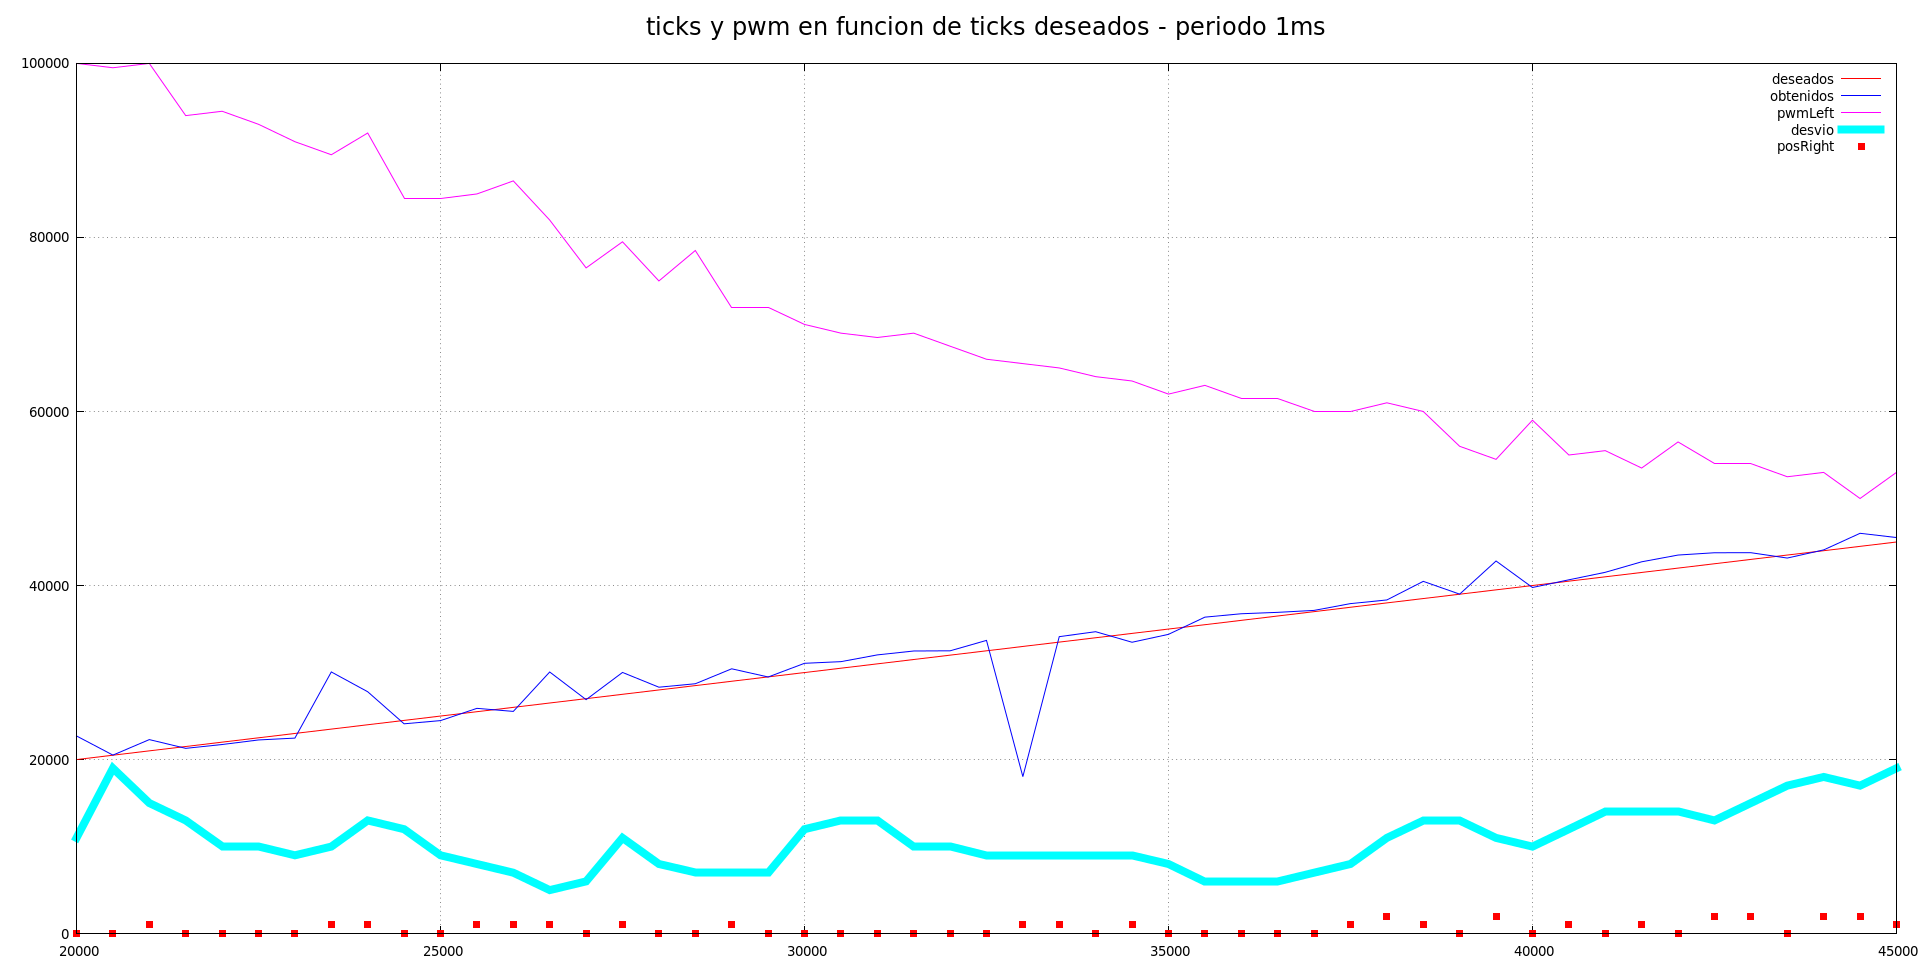 ticks y pwm en funcion de ticks deseados - periodo 1ms
100000
80000
60000
40000
20000
0
deseados
obtenidos
pwmLeft
desvio
posRight
20000 25000 30000 35000 40000 45000